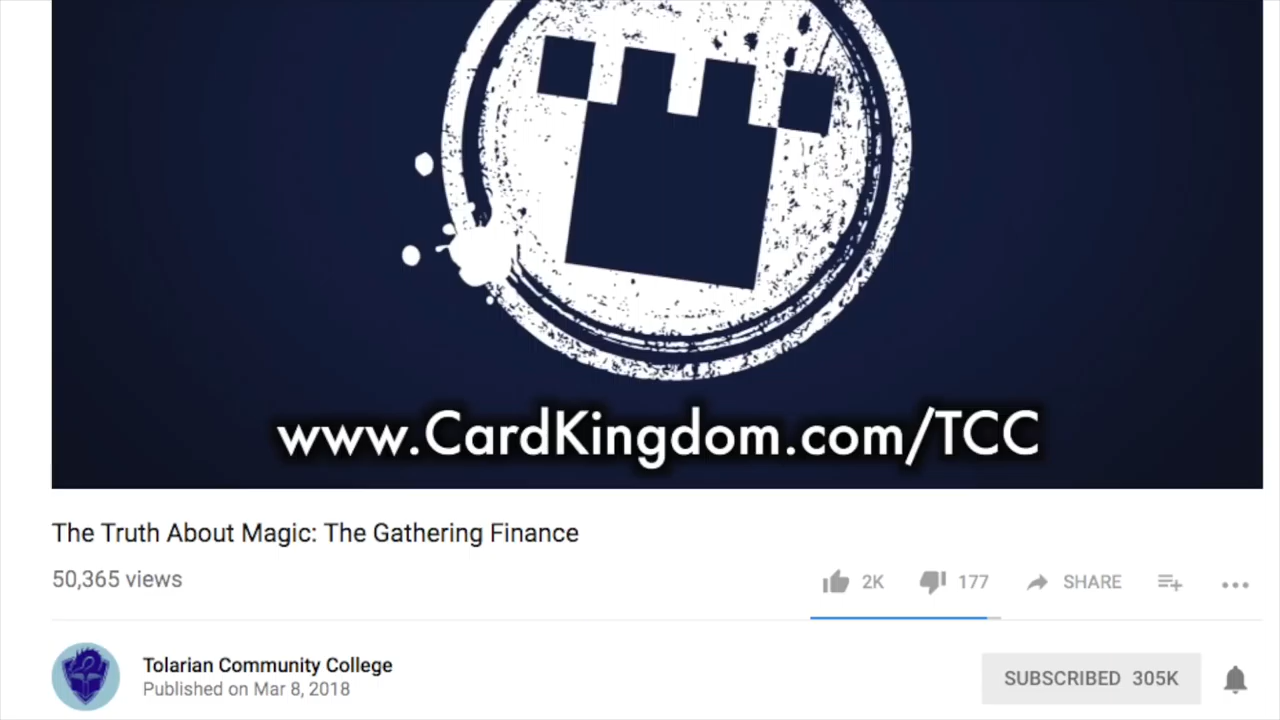 www.CardKingdom.com/TCC
The Truth About Magic: The Gathering Finance
50,365 views
2K 177 SHARE
Tolarian Community College
Published on Mar 8, 2018
SUBSCRIBED 305K